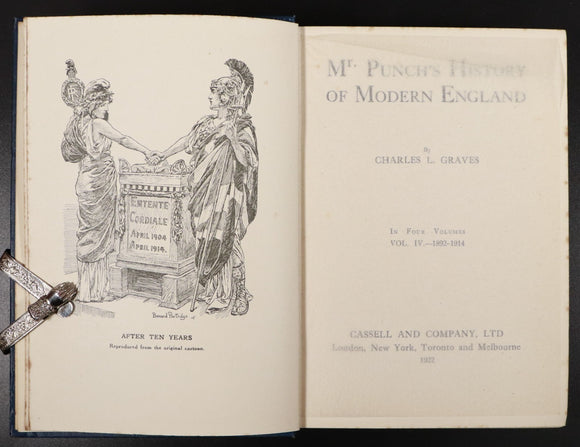 ENTENTE
CORDIALE
APRIL 1904
APRIL 1914.
Bernard Partridge
AFTER TEN YEARS
Reproduced from the original cartoon.
Mr. PUNCH'S HISTORY
OF MODERN ENGLAND
By
CHARLES L. GRAVES
IN FOUR VOLUMES
VOL. IV.—1892-1914
CASSELL AND COMPANY, LTD
London, New York, Toronto and Melbourne
1922